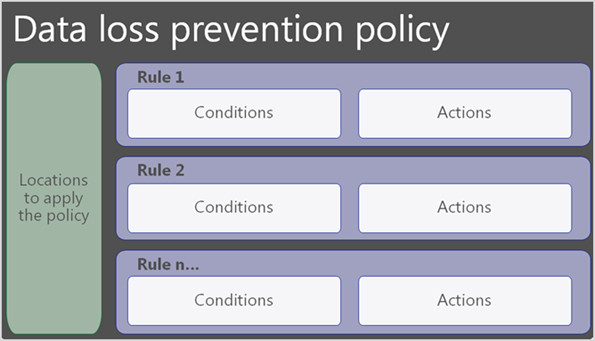 Data loss prevention policy
Locations
to apply
the policy
Rule 1
Conditions
Actions
Rule 2
Conditions
Actions
Rule n...
Conditions
Actions